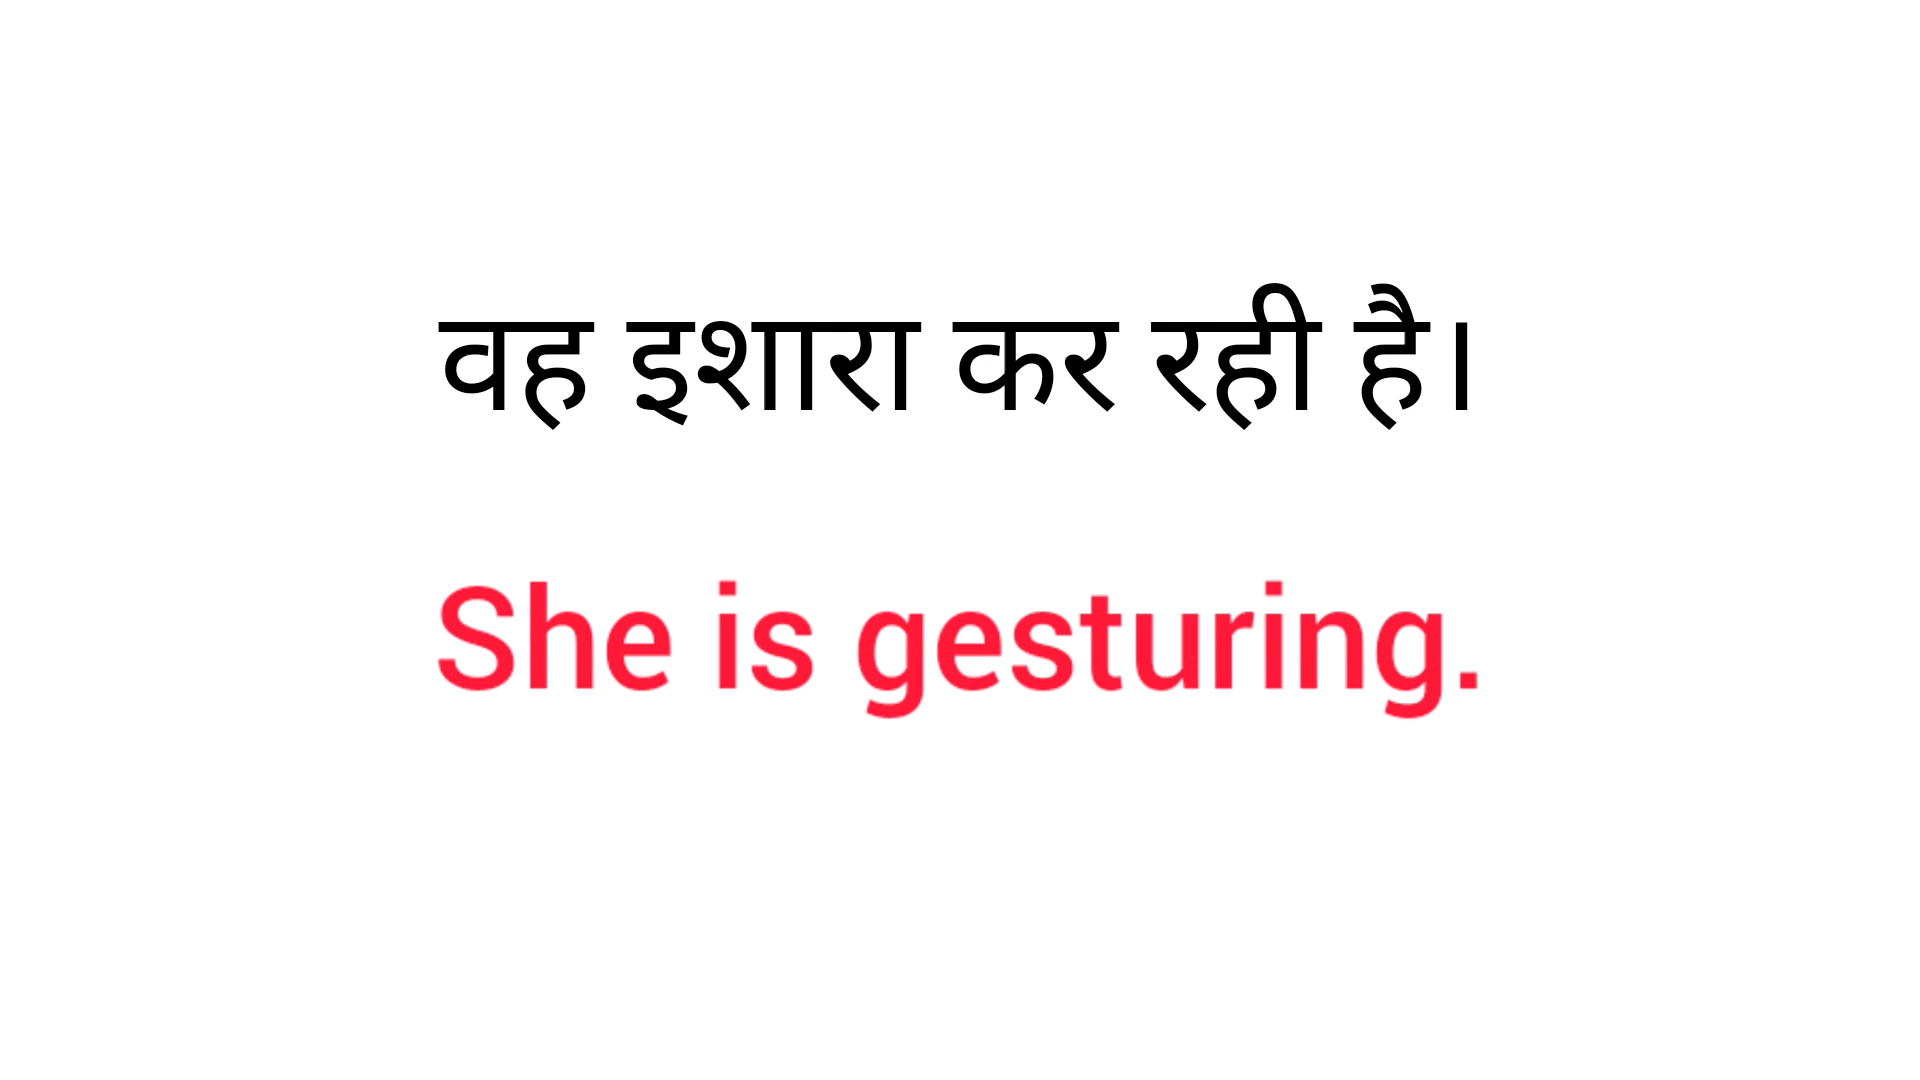 वह इशारा कर रही है।
She is gesturing.